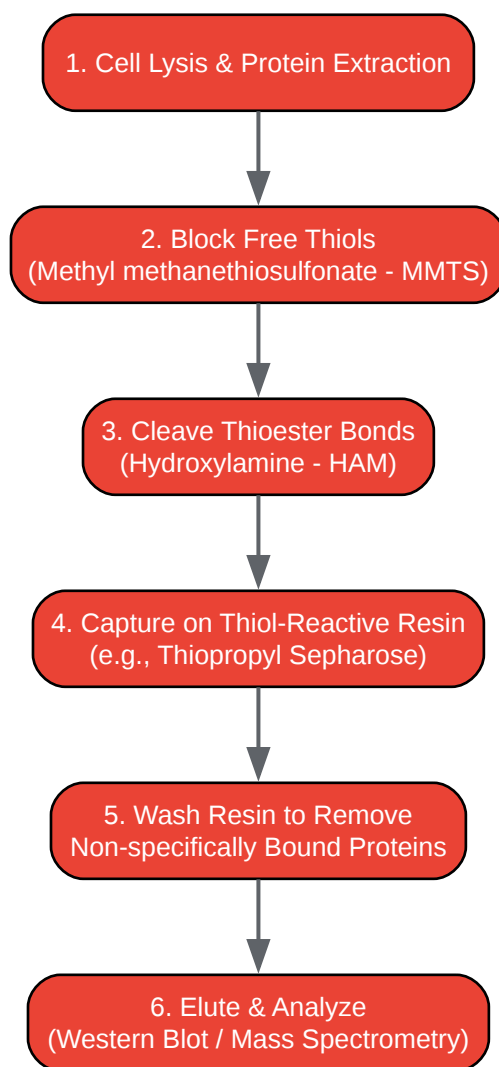 1. Cell Lysis & Protein Extraction
2. Block Free Thiols
(Methyl methanethiosulfonate - MMTS)
3. Cleave Thioester Bonds
(Hydroxylamine - HAM)
4. Capture on Thiol-Reactive Resin
(e.g., Thiopropyl Sepharose)
5. Wash Resin to Remove
Non-specifically Bound Proteins
6. Elute & Analyze
(Western Blot / Mass Spectrometry)